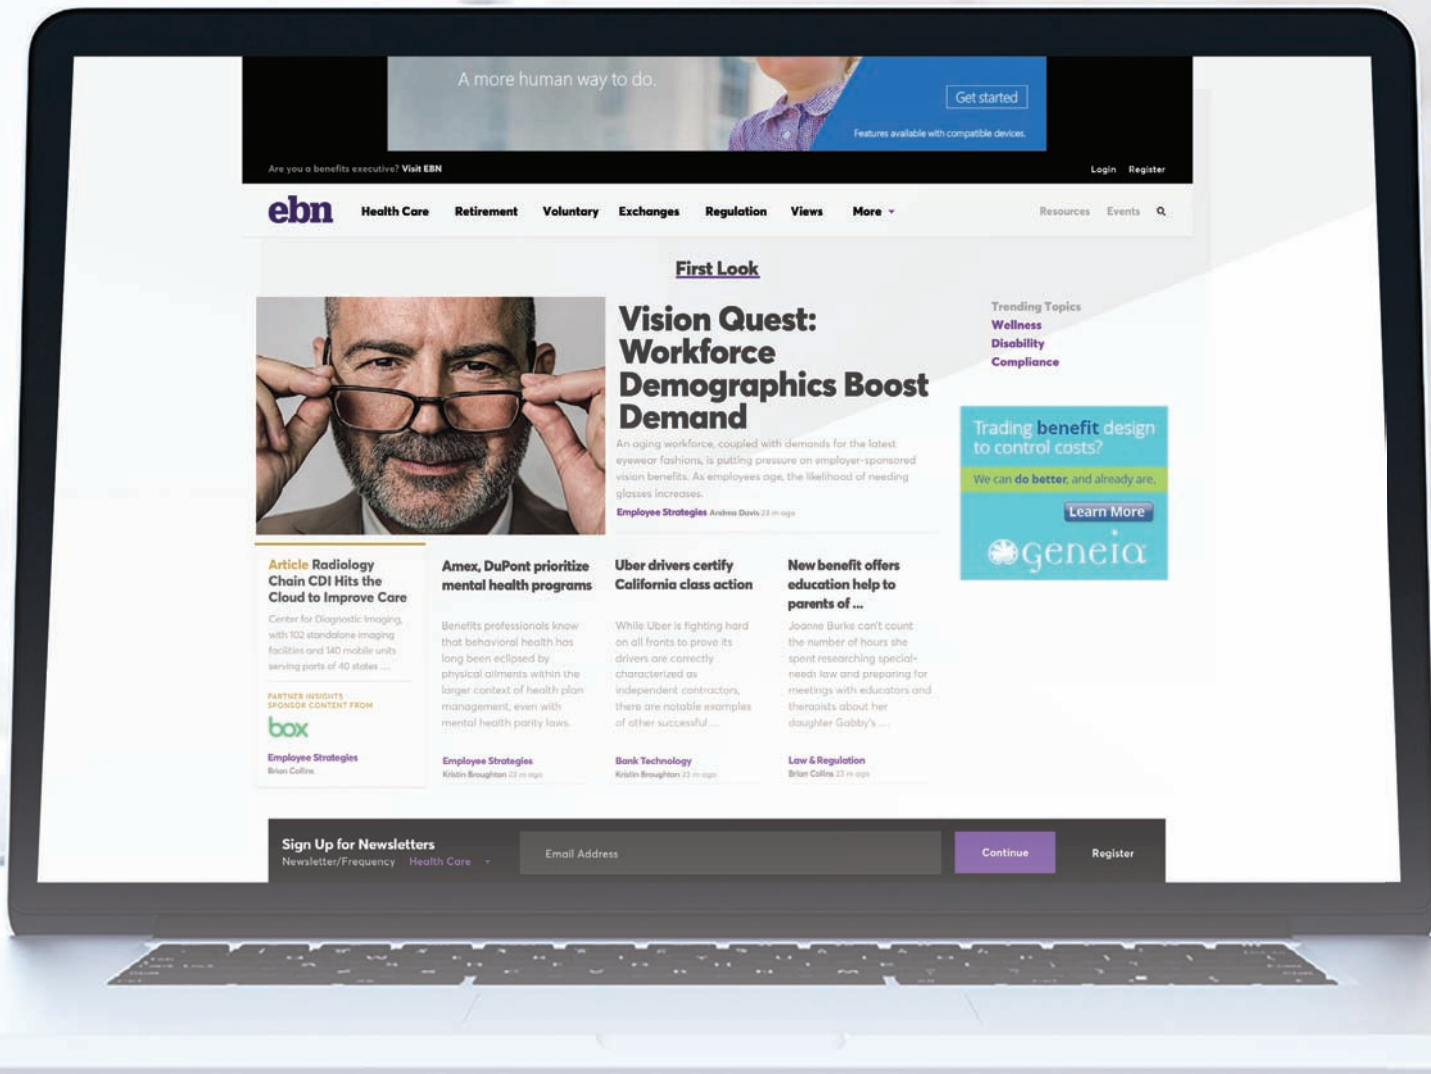 A more human way to do.
Get started
Features available with compatible devices.
Are you a benefits executive? Visit EBN
Login Register
ebn Health Care Retirement Voluntary Exchanges Regulation Views More Resources Events
First Look
Vision Quest:
Workforce
Demographics Boost
Demand
An aging workforce, coupled with demands for the latest
eyewear fashions, is putting pressure on employer-sponsored
vision benefits. As employees age, the likelihood of needing
glasses increases.
Employee Strategies Andrea Davis 23 m ago
Trending Topics
Wellness
Disability
Compliance
Trading benefit design
to control costs?
We can do better, and already are.
Learn More
geneia
Article Radiology
Chain CDI Hits the
Cloud to Improve Care
Center for Diagnostic Imaging,
with 102 standalone imaging
facilities and 140 mobile units
serving parts of 40 states ...
PARTNER INSIGHTS
SPONSOR CONTENT FROM
box
Employee Strategies
Brian Collins
Amex, DuPont prioritize
mental health programs
Benefits professionals know
that behavioral health has
long been eclipsed by
physical ailments within the
larger context of health plan
management, even with
mental health parity laws.
Employee Strategies
Kristin Broughton 23 m ago
Uber drivers certify
California class action
While Uber is fighting hard
on all fronts to prove its
drivers are correctly
characterized as
independent contractors,
there are notable examples
of other successful ...
Bank Technology
Kristin Broughton 23 m ago
New benefit offers
education help to
parents of ...
Joanne Burke can't count
the number of hours she
spent researching special-
needs law and preparing for
meetings with educators and
therapists about her
daughter Gabby's ...
Law & Regulation
Brian Collins 23 m ago
Sign Up for Newsletters
Newsletter/Frequency Health Care
Email Address
Continue
Register